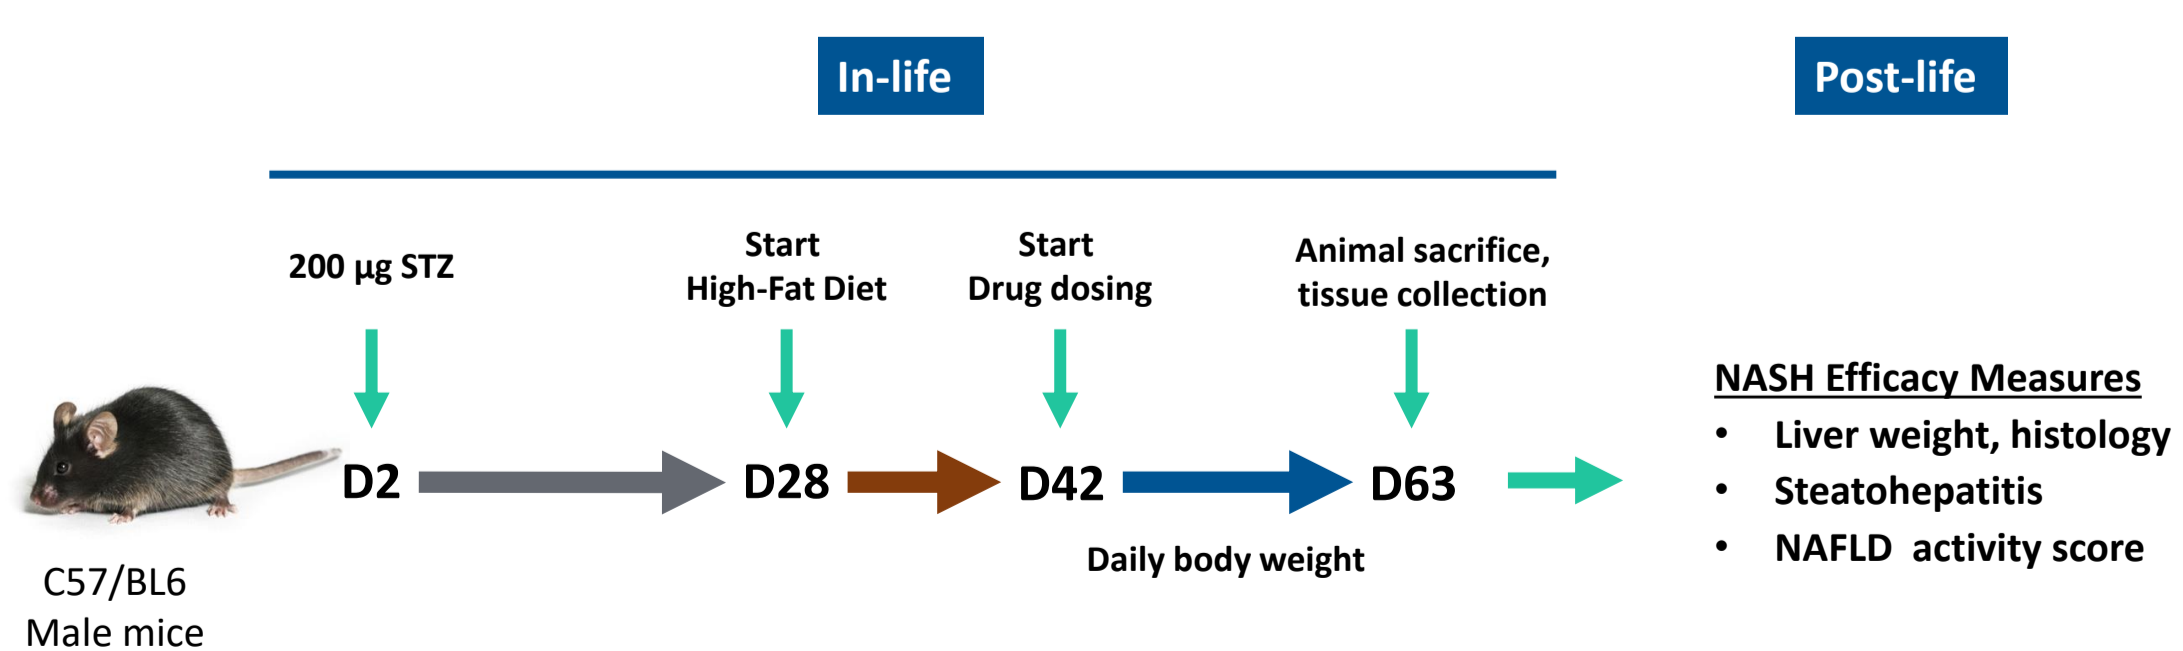 In-life
Post-life
200 µg STZ
Start
High-Fat Diet
Start
Drug dosing
Animal sacrifice,
tissue collection
D2
D28
D42
D63
Daily body weight
C57/BL6
Male mice
NASH Efficacy Measures
• Liver weight, histology
• Steatohepatitis
• NAFLD activity score